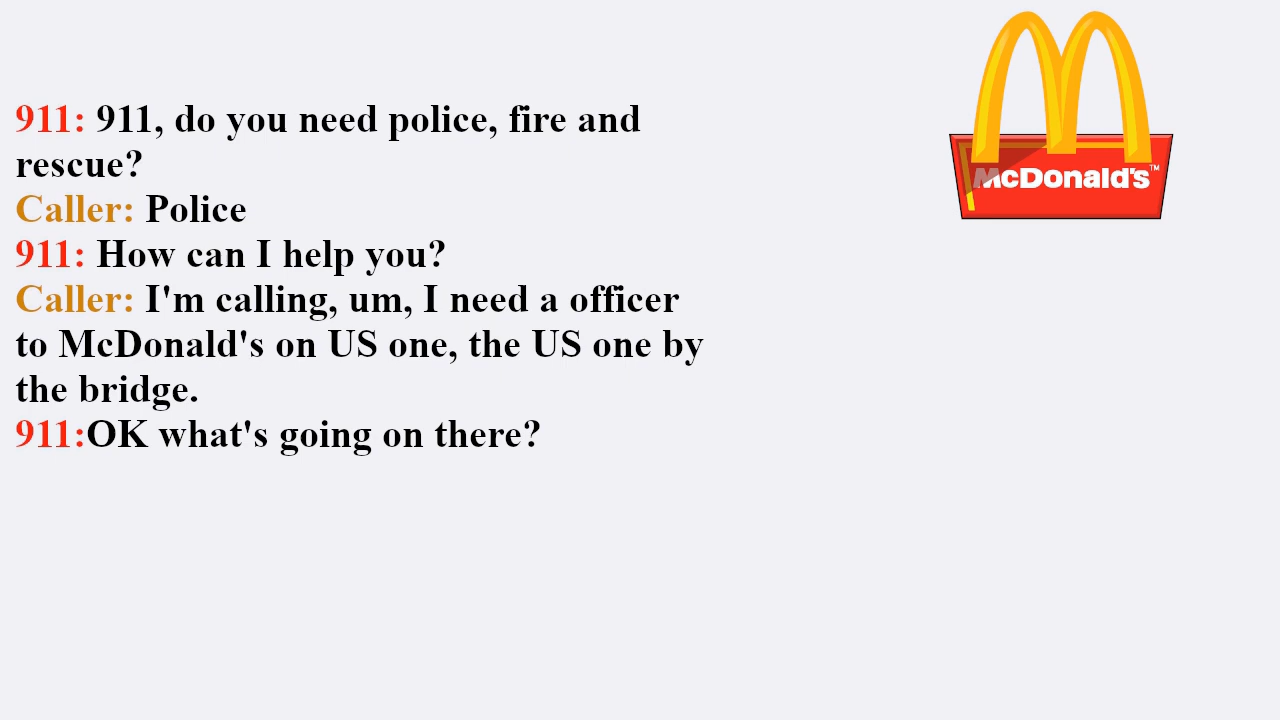 911: 911, do you need police, fire and
rescue?
Caller: Police
911: How can I help you?
Caller: I'm calling, um, I need a officer
to McDonald's on US one, the US one by
the bridge.
911:OK what's going on there?
McDonald's™